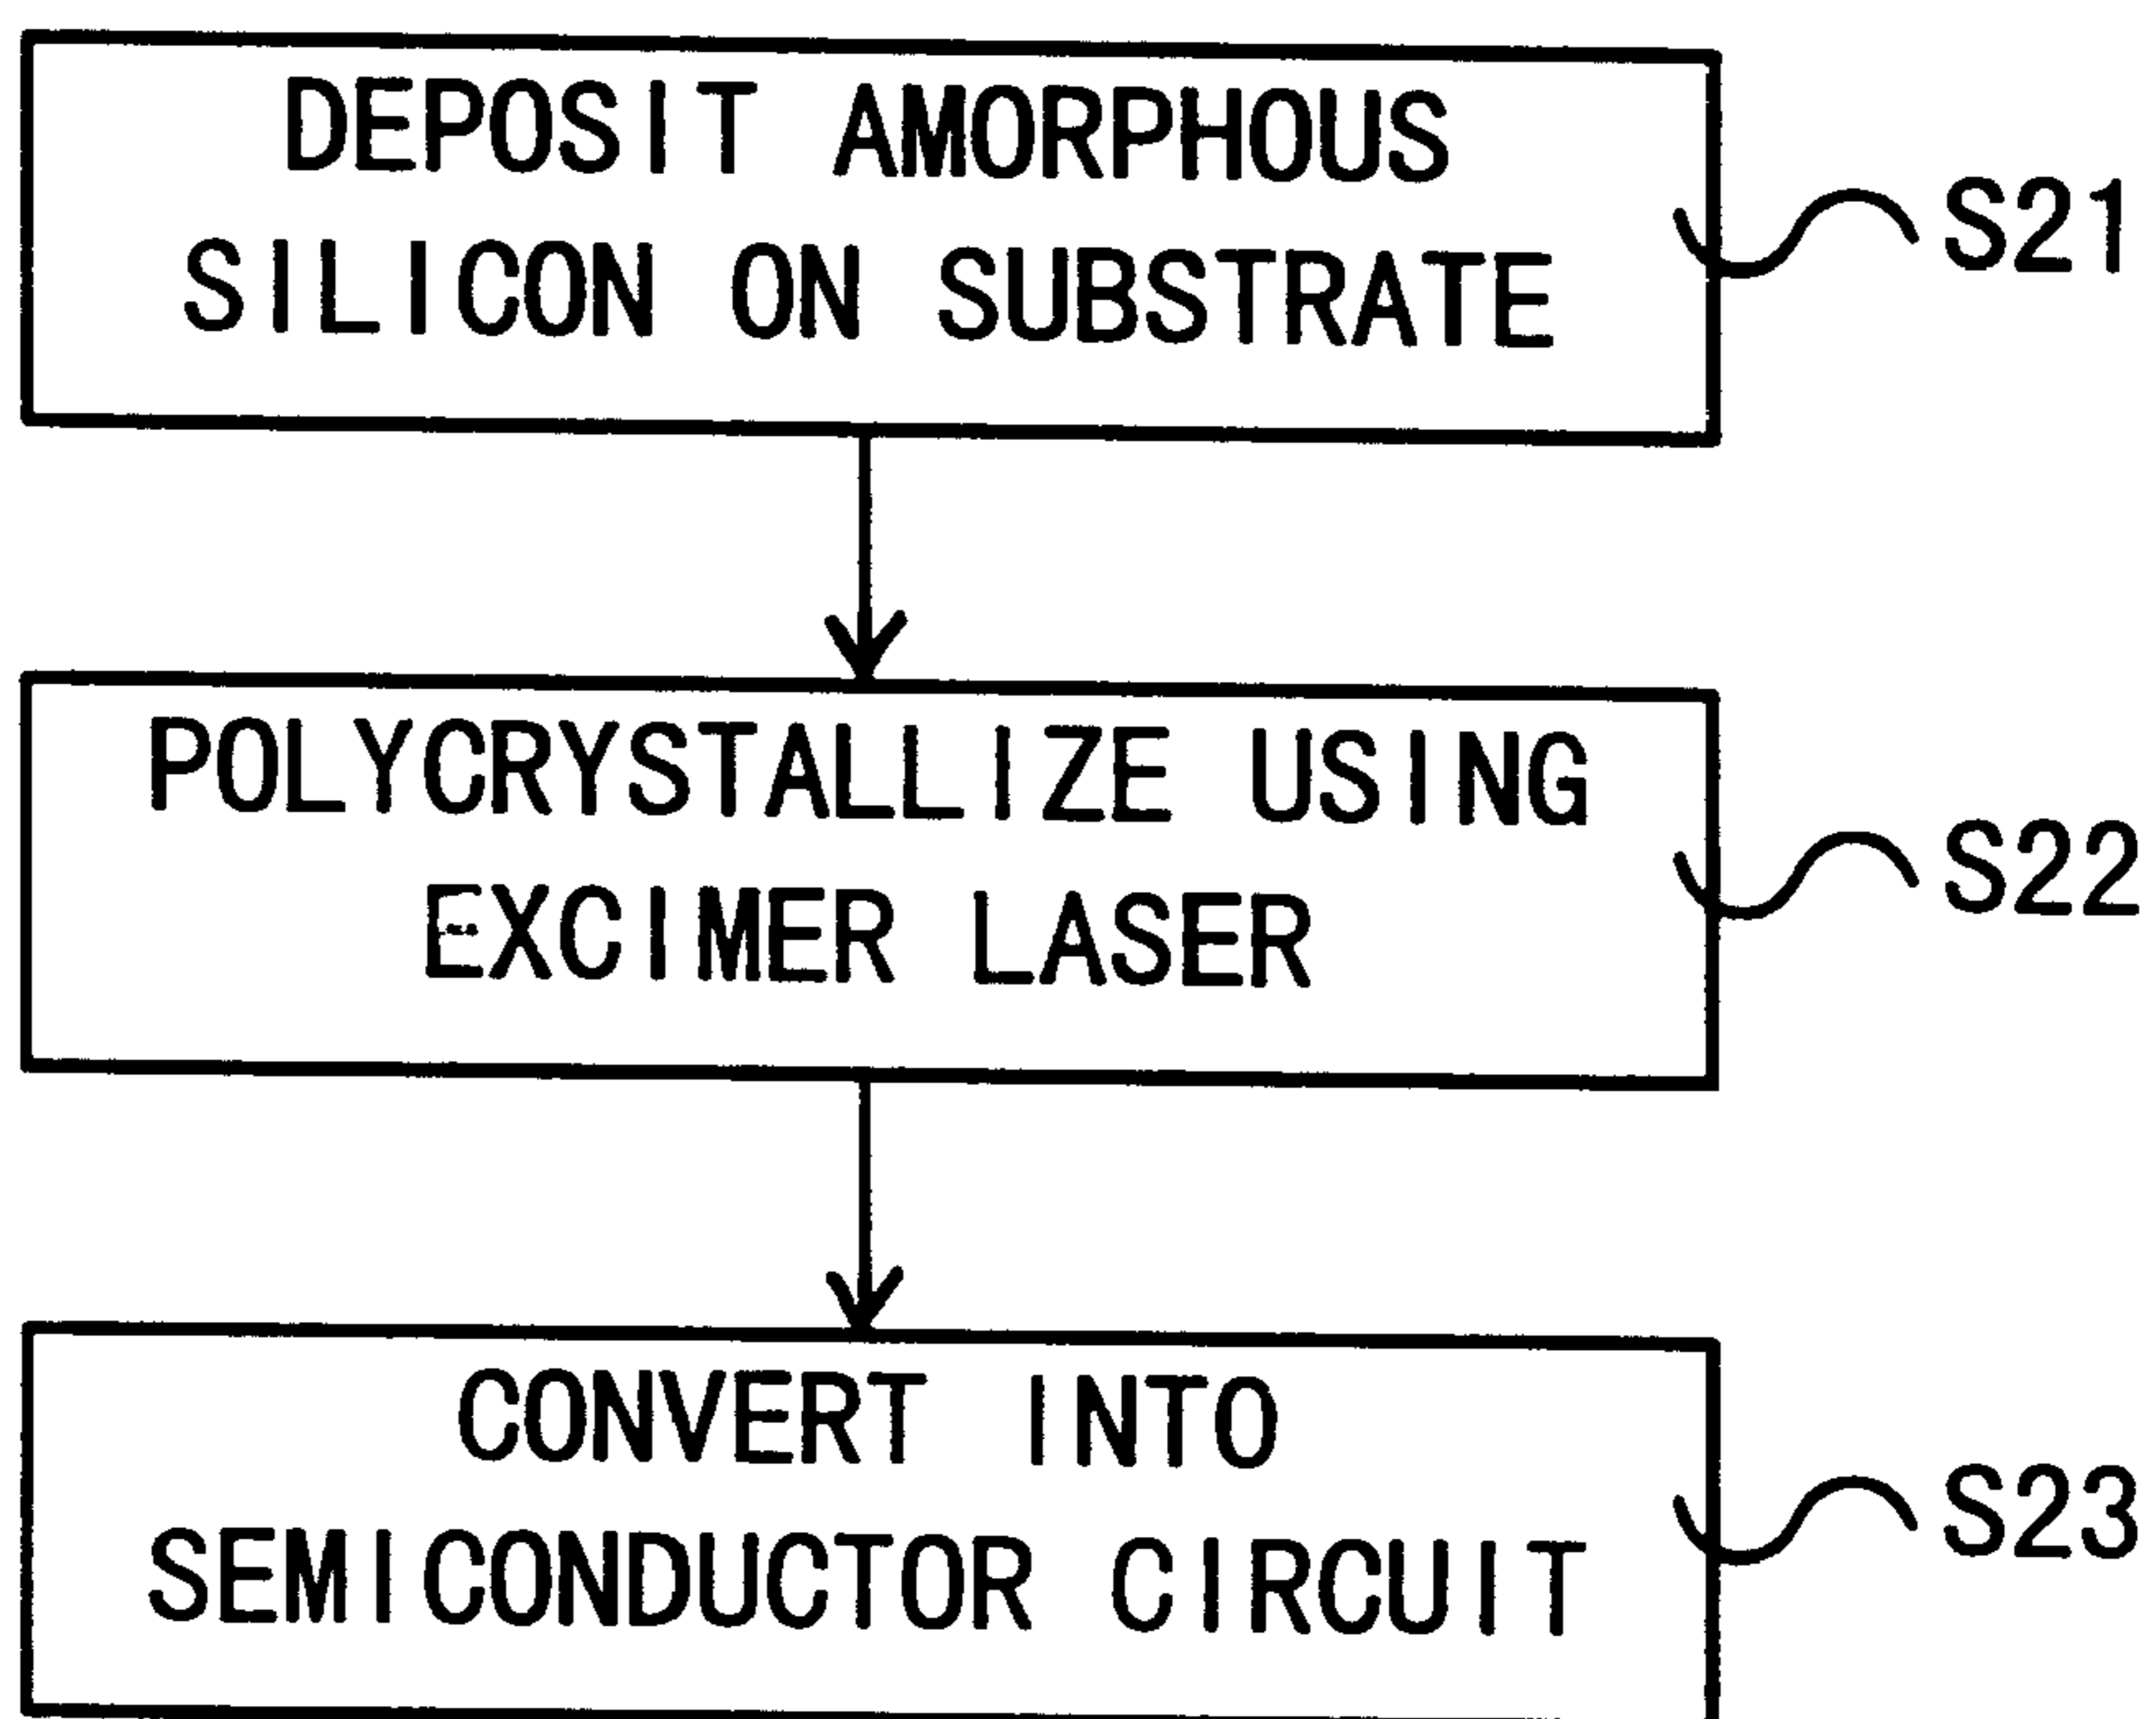 DEPOSIT AMORPHOUS
SILICON ON SUBSTRATE
S21
POLYCRYSTALLIZE USING
EXCIMER LASER
S22
CONVERT INTO
SEMICONDUCTOR CIRCUIT
S23